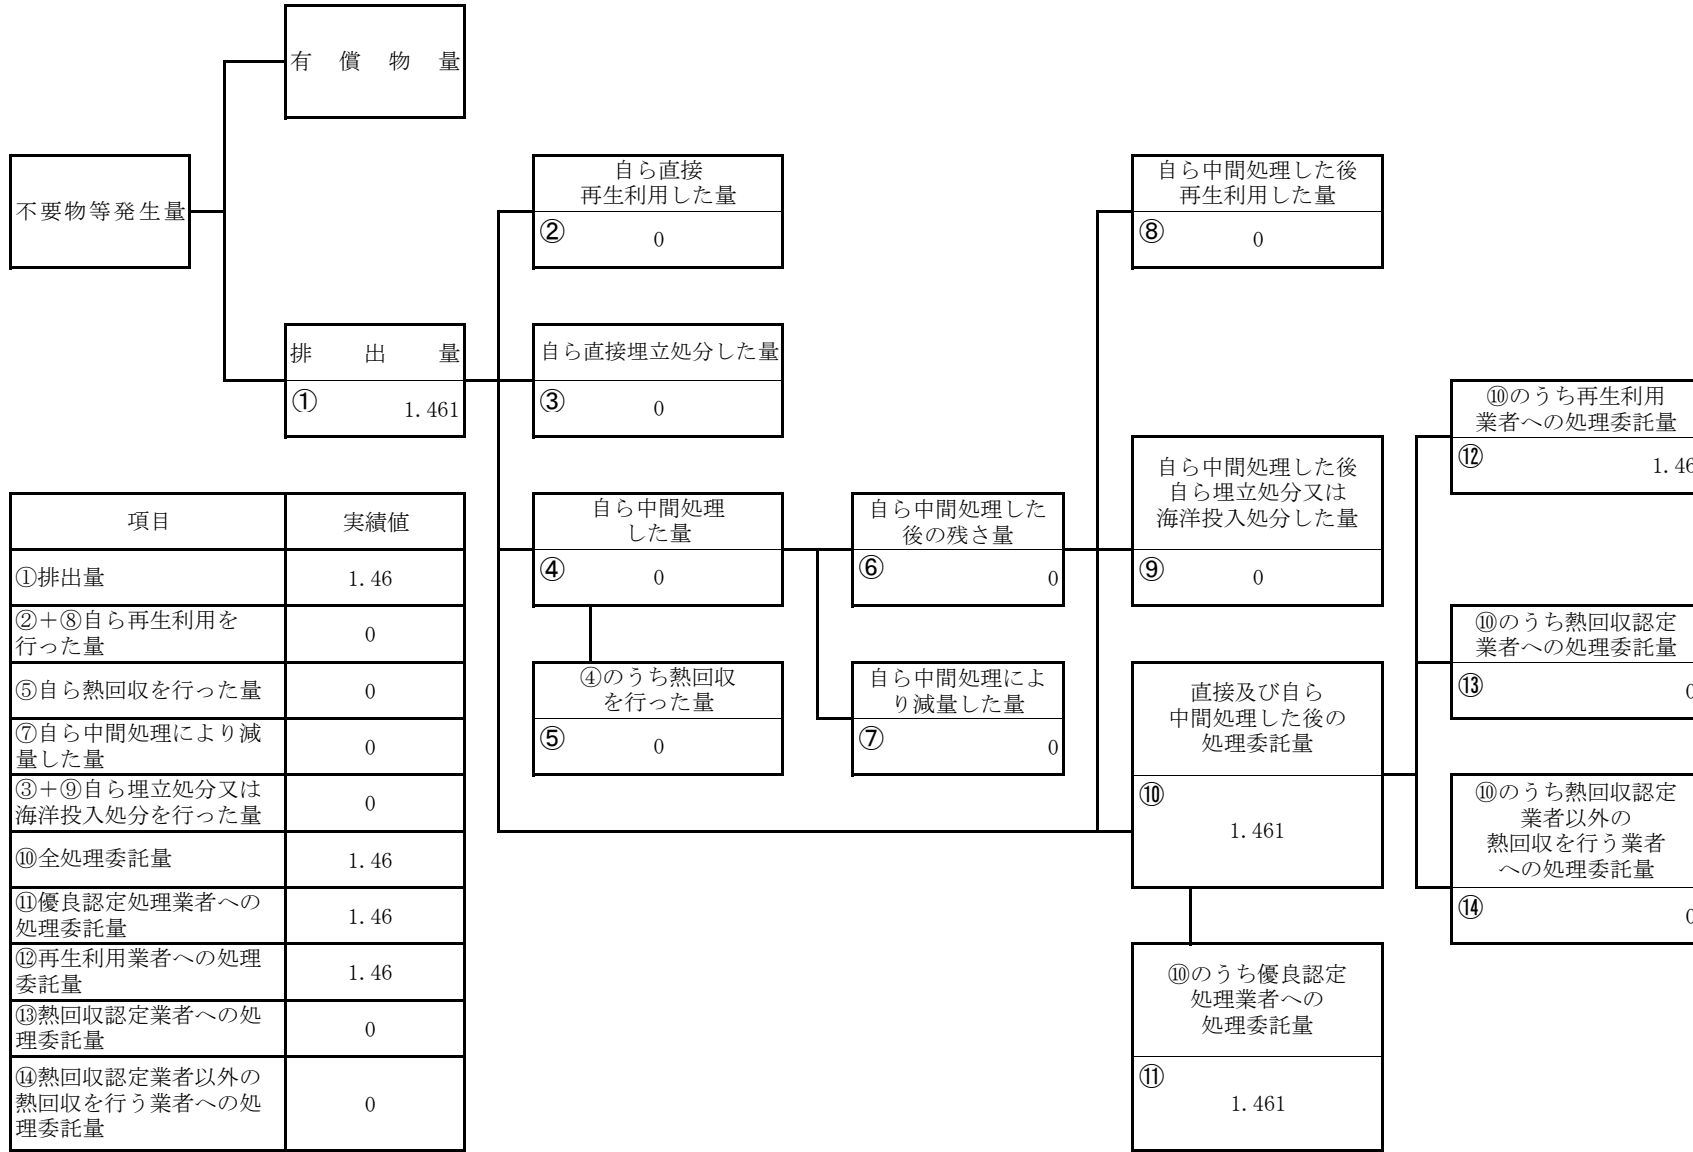 有償物量
不要物等発生量
排出量
① 1.461
自ら直接
再生利用した量
② 0
自ら直接埋立処分した量
③ 0
自ら中間処理
した量
④ 0
④のうち熱回収
を行った量
⑤ 0
自ら中間処理した
後の残さ量
⑥ 0
自ら中間処理によ
り減量した量
⑦ 0
自ら中間処理した後
再生利用した量
⑧ 0
自ら中間処理した後
自ら埋立処分又は
海洋投入処分した量
⑨ 0
直接及び自ら
中間処理した後の
処理委託量
⑩
1.461
⑩のうち優良認定
処理業者への
処理委託量
⑪
1.461
⑩のうち再生利用
業者への処理委託量
⑫ 1.46
⑩のうち熱回収認定
業者への処理委託量
⑬ 0
⑩のうち熱回収認定
業者以外の
熱回収を行う業者
への処理委託量
⑭ 0
項目 実績値
①排出量 1.46
②＋⑧自ら再生利用を
行った量 0
⑤自ら熱回収を行った量 0
⑦自ら中間処理により減
量した量 0
③＋⑨自ら埋立処分又は
海洋投入処分を行った量 0
⑩全処理委託量 1.46
⑪優良認定処理業者への
処理委託量 1.46
⑫再生利用業者への処理
委託量 1.46
⑬熱回収認定業者への処
理委託量 0
⑭熱回収認定業者以外の
熱回収を行う業者への処
理委託量 0